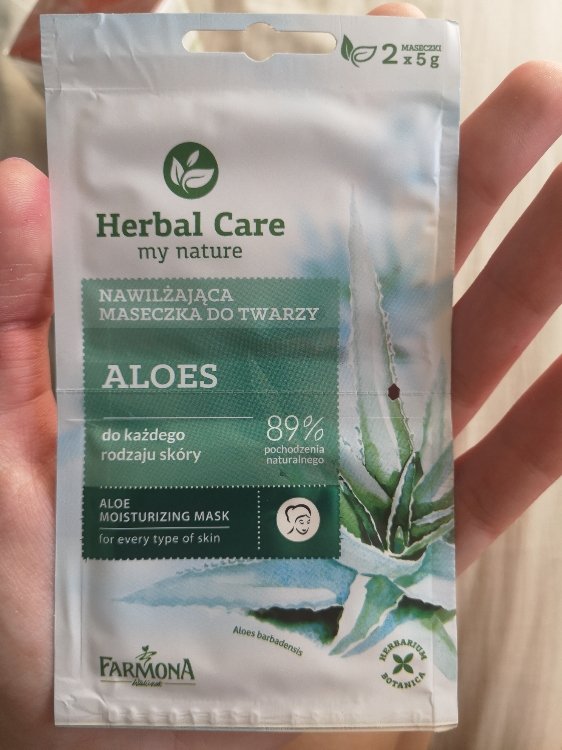 2 MASECZKI x 5 g
Herbal Care
my nature
NAWILŻAJĄCA
MASECZKA DO TWARZY
ALOES
do każdego
rodzaju skóry
89%
pochodzenia
naturalnego
ALOE
MOISTURIZING MASK
for every type of skin
Aloes barbadensis
FARMONA
HERBARIUM
BOTANICA